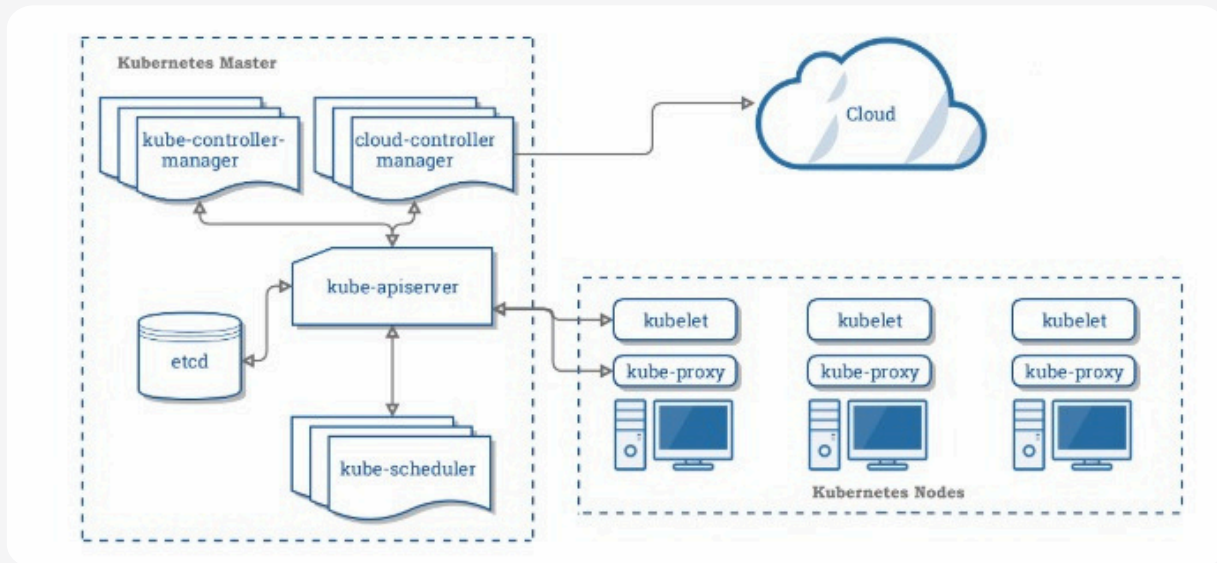 Kubernetes Master
kube-controller-
manager
cloud-controller
manager
Cloud
kube-apiserver
etcd
kube-scheduler
kubelet
kubelet
kubelet
kube-proxy
kube-proxy
kube-proxy
Kubernetes Nodes